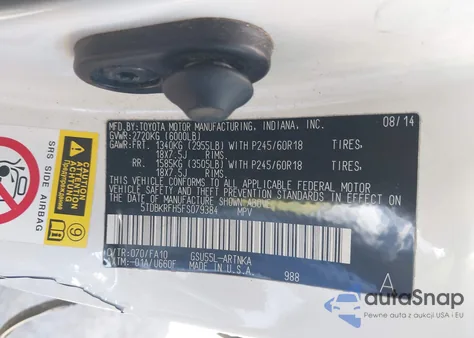 MFD.BY:TOYOTA MOTOR MANUFACTURING, INDIANA, INC. 08/14
GVWR:2720KG (6000LB)
GAWR:FRT. 1340KG (2955LB) WITH P245/60R18 TIRES,
18X7.5J RIMS.
RR. 1585KG (3505LB) WITH P245/60R18 TIRES,
18X7.5J RIMS.
THIS VEHICLE CONFORMS TO ALL APPLICABLE FEDERAL MOTOR
VEHICLE SAFETY AND THEFT PREVENTION STANDARDS IN EFFECT ON
THE DATE OF MANUFACTURE SHOWN ABOVE.
5TDBKRFH5FS079384 MPV
C/TR:070/FA10 GSU55L-ARTNKA
MADE IN U.S.A. 988 A
SRS SIDE AIRBAG
CAUTION
9
autaSnap
Pewne auta z aukcji USA i EU